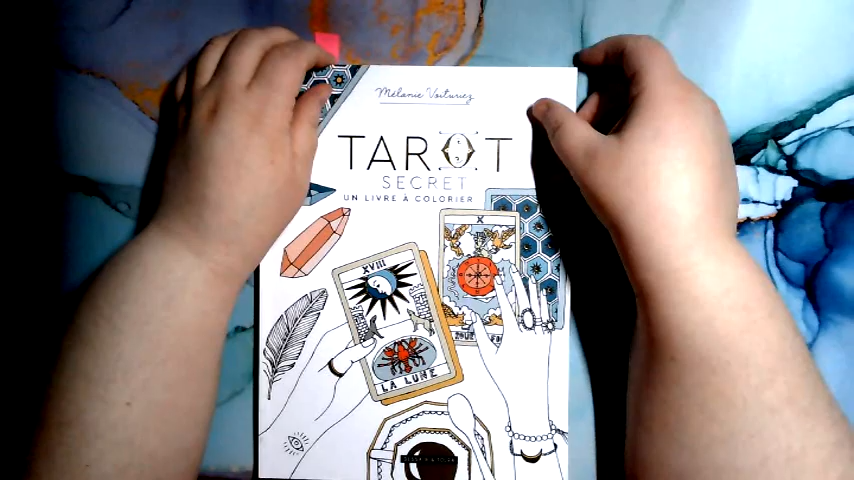 Mélanie Voituriez
TAROT
SECRET
UN LIVRE À COLORIER
X
XVIII
LA LUNE